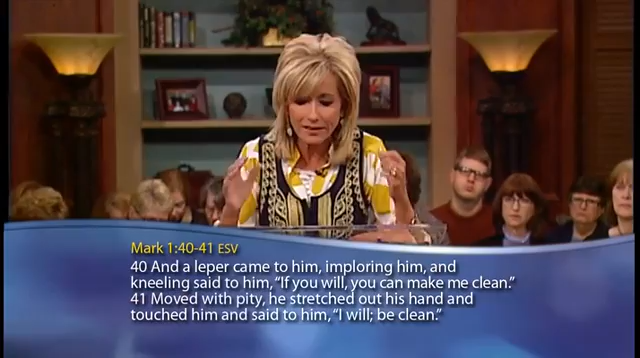 Mark 1:40-41 ESV
40 And a leper came to him, imploring him, and
kneeling said to him, “If you will, you can make me clean.”
41 Moved with pity, he stretched out his hand and
touched him and said to him, “I will; be clean.”